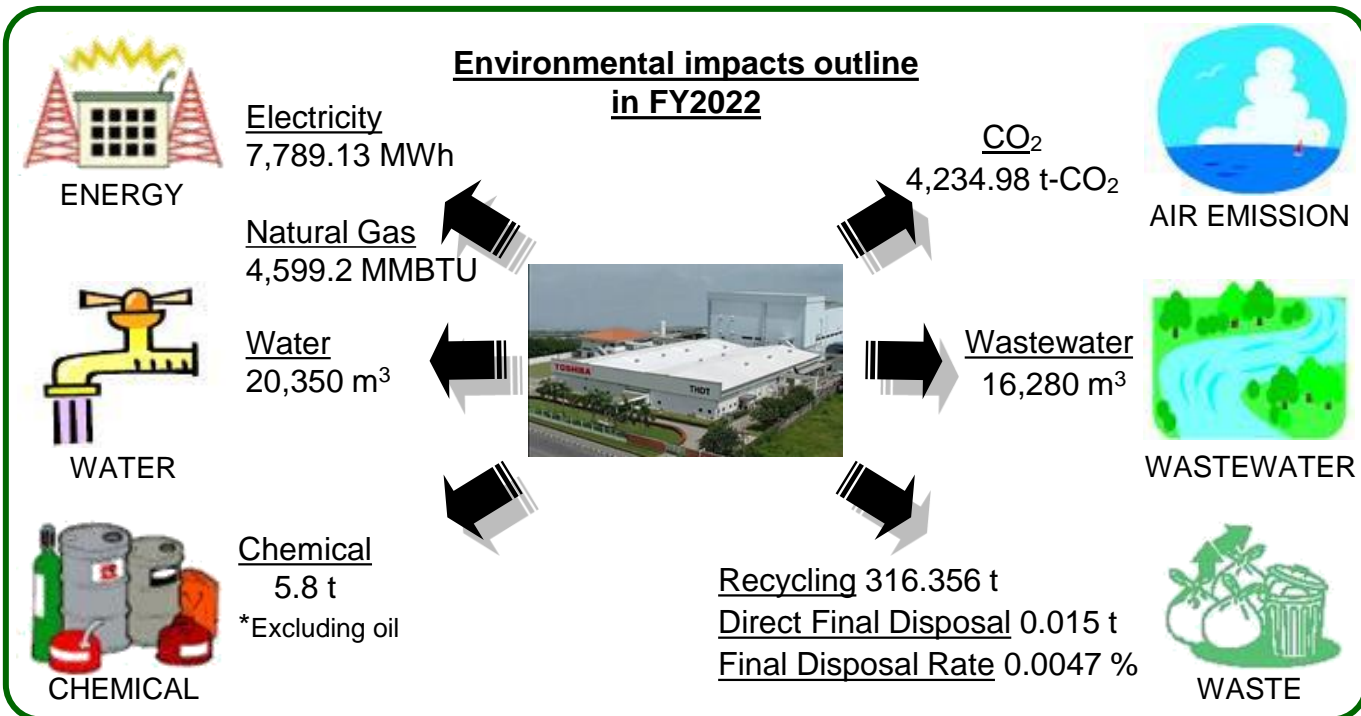 Environmental impacts outline
in FY2022
Electricity
7,789.13 MWh
ENERGY
Natural Gas
4,599.2 MMBTU
Water
20,350 m³
WATER
Chemical
5.8 t
*Excluding oil
CHEMICAL
TOSHIBA
THDT
CO₂
4,234.98 t-CO₂
AIR EMISSION
Wastewater
16,280 m³
WASTEWATER
Recycling 316.356 t
Direct Final Disposal 0.015 t
Final Disposal Rate 0.0047 %
WASTE